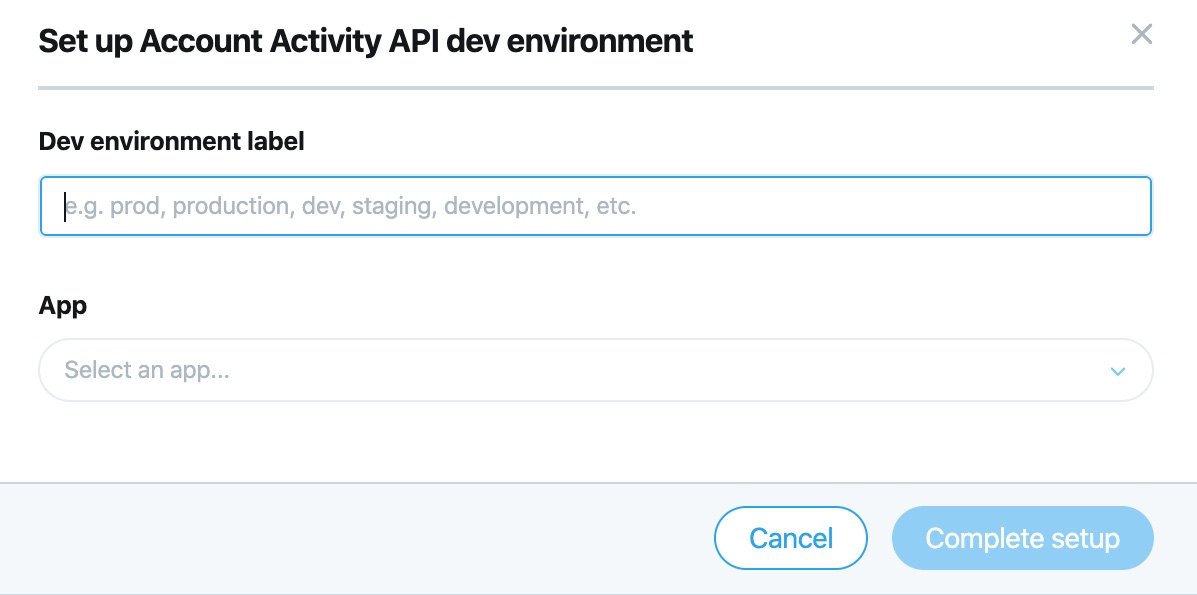 Set up Account Activity API dev environment
Dev environment label
e.g. prod, production, dev, staging, development, etc.
App
Select an app...
Cancel
Complete setup